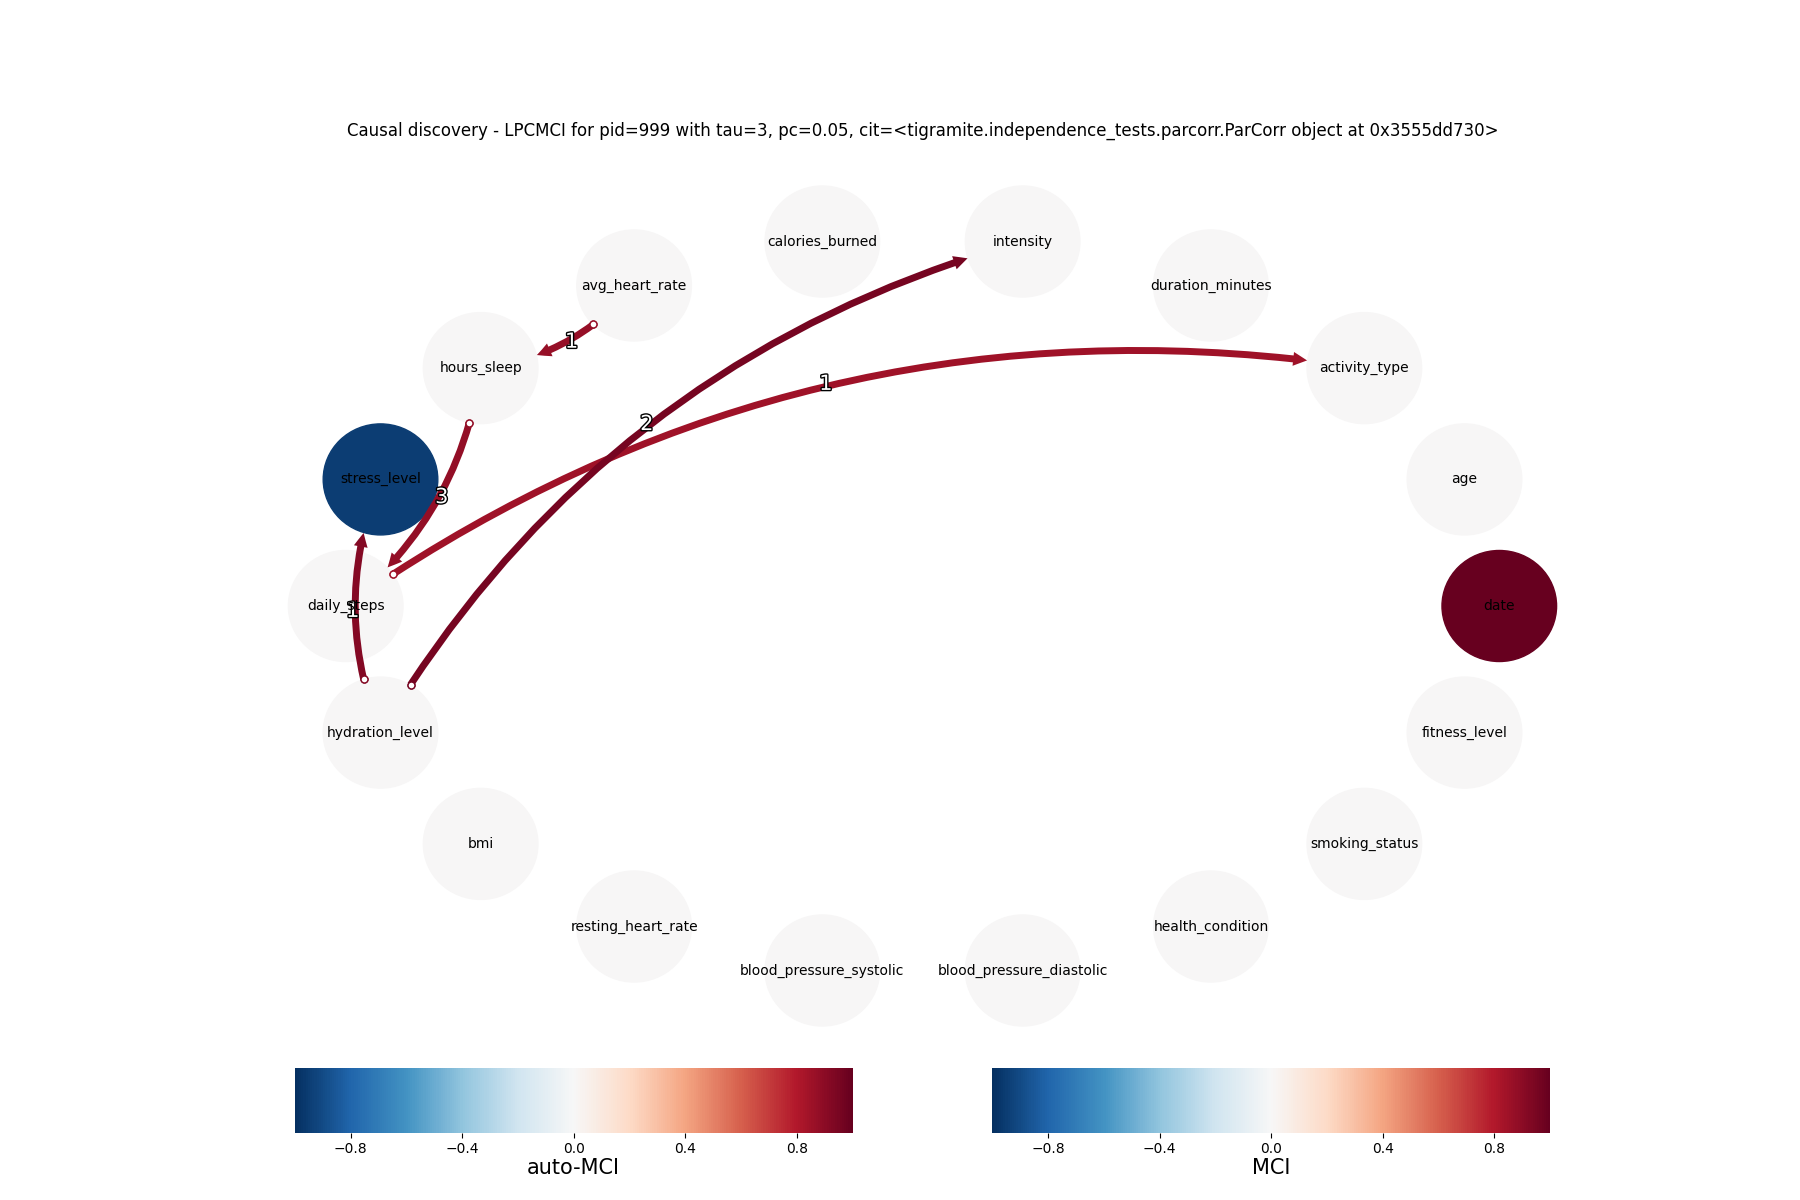 Causal discovery - LPCMCI for pid=999 with tau=3, pc=0.05, cit=<tigramite.independence_tests.parcorr.ParCorr object at 0x3555dd730>
calories_burned
intensity
avg_heart_rate
duration_minutes
1
hours_sleep
activity_type
1
2
stress_level
age
3
daily_steps
1
date
hydration_level
fitness_level
bmi
smoking_status
resting_heart_rate
health_condition
blood_pressure_systolic
blood_pressure_diastolic
−0.8 −0.4 0.0 0.4 0.8
auto-MCI
−0.8 −0.4 0.0 0.4 0.8
MCI